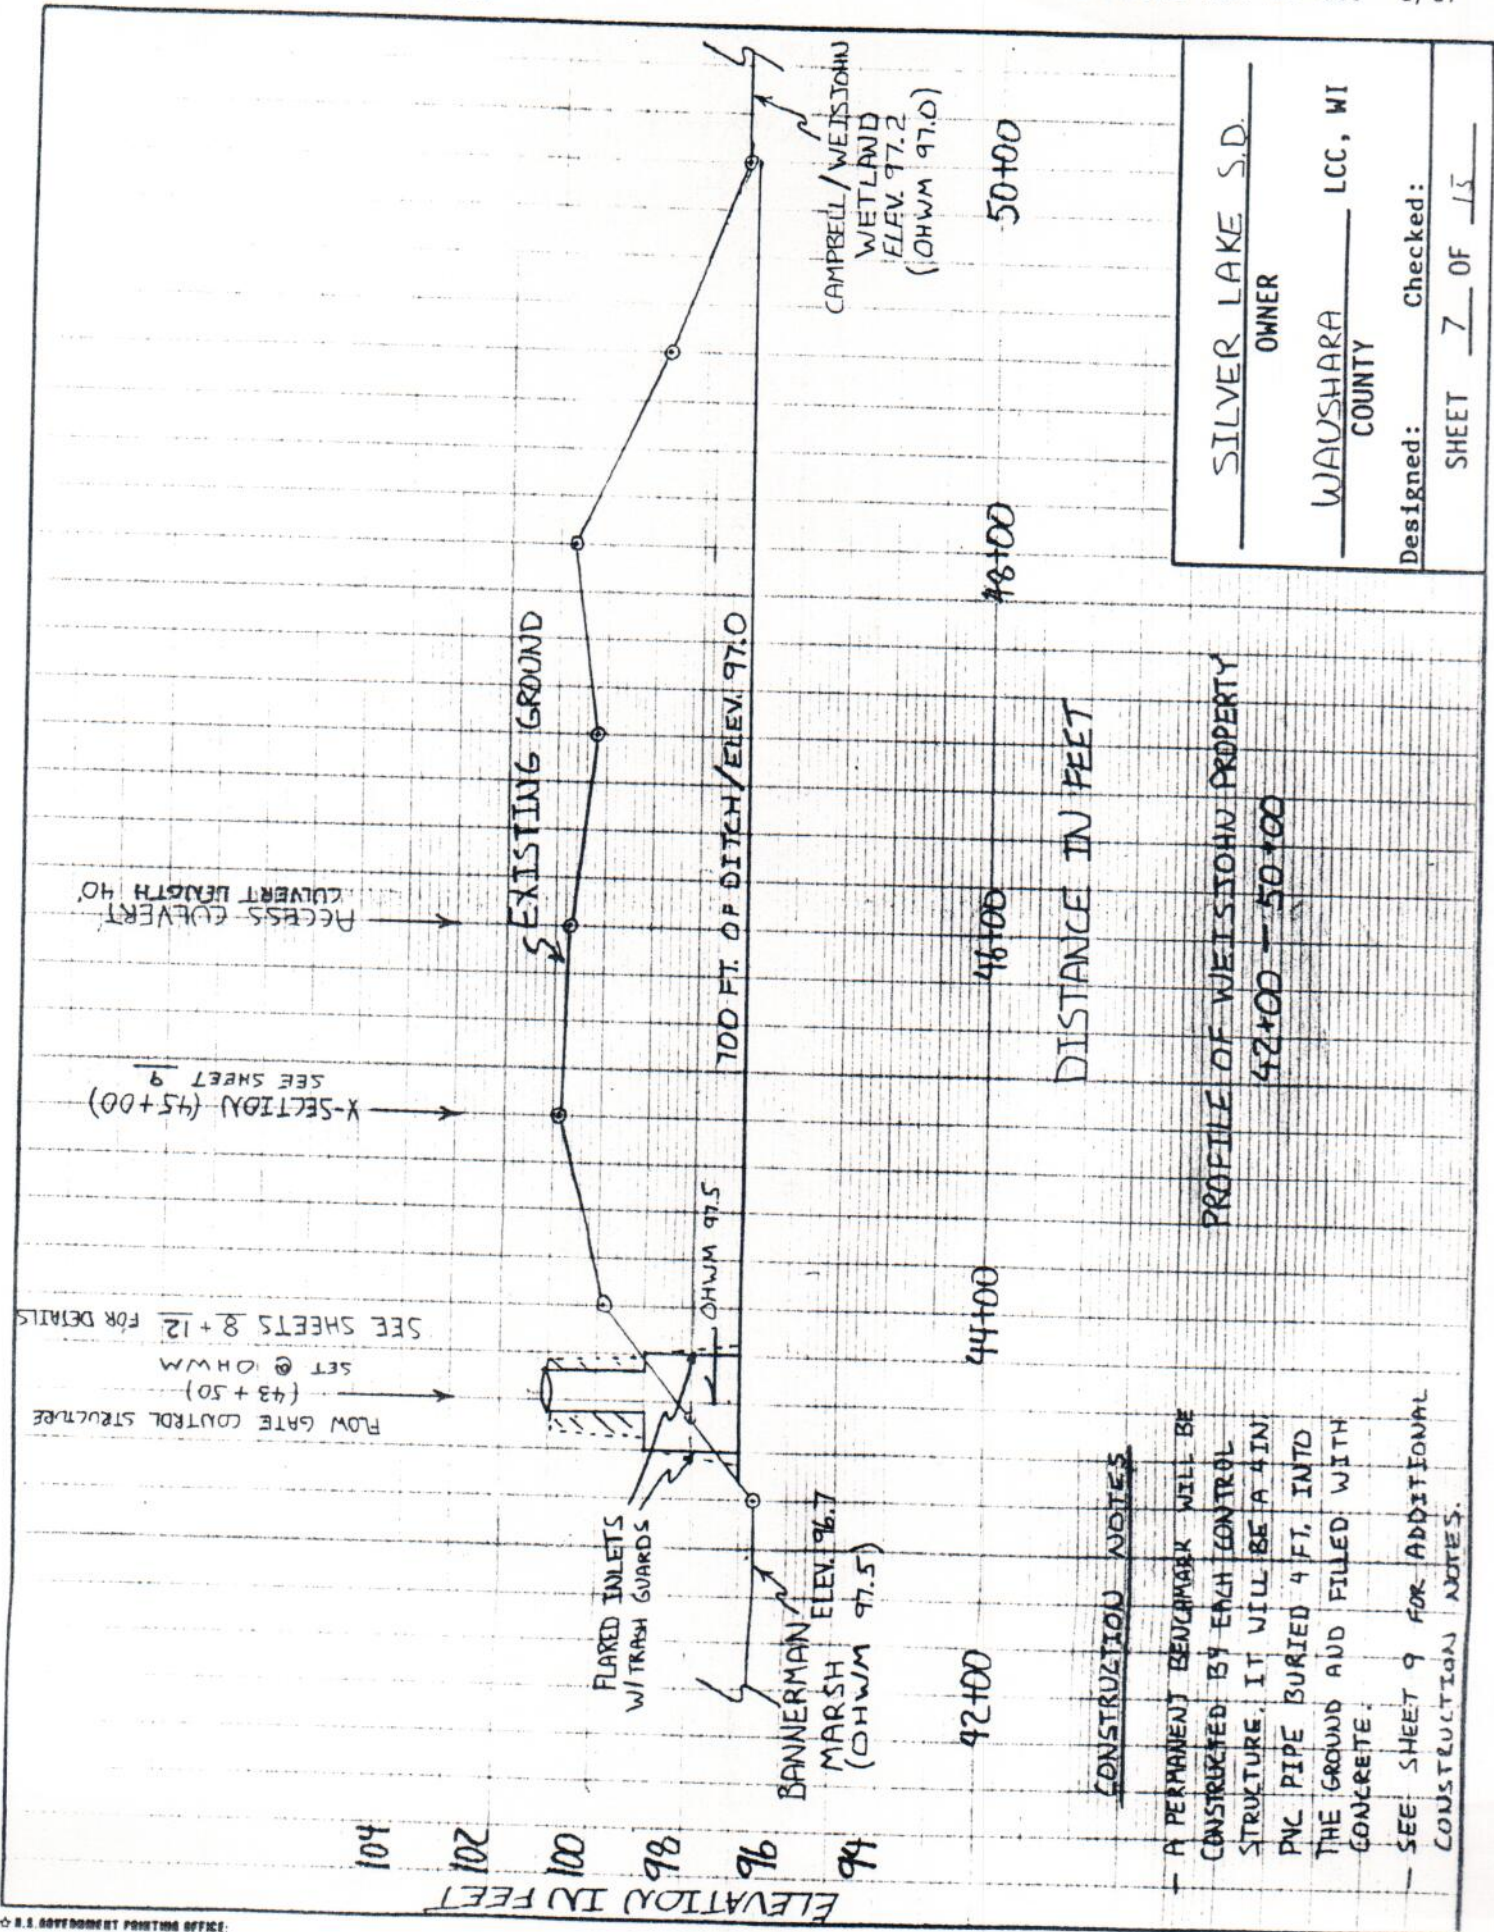 ELEVATION IN FEET
104
102
100
98
96
94
FLOW GATE CONTROL STRUCTURE
(43+50)
SET @ OHWM
SEE SHEETS 8+12 FOR DETAILS
X-SECTION (45+00)
SEE SHEET 9
ACCESS CULVERT
CULVERT LENGTH 40'
EXISTING GROUND
FLARED INLETS
W/TRASH GUARDS
OHWM 97.5
700 FT. OF DITCH/ELEV. 97.0
BANNERMAN
MARSH ELEV. 96.7
(OHWM 97.5)
CAMPBELL/WEISJOHN
WETLAND
ELEV. 97.2
(OHWM 97.0)
42+00
44+00
46+00
48+00
50+00
DISTANCE IN FEET
CONSTRUCTION NOTES
- A PERMANENT BENCHMARK WILL BE
CONSTRUCTED BY EACH CONTROL
STRUCTURE. IT WILL BE A 4IN.
PVC PIPE BURIED 4 FT. INTO
THE GROUND AND FILLED WITH
CONCRETE.
- SEE SHEET 9 FOR ADDITIONAL
CONSTRUCTION NOTES.
PROFILE OF WEISJOHN PROPERTY
42+00 - 50+00
SILVER LAKE S.D.
OWNER
WAUSHARA LCC, WI
COUNTY
Designed: Checked:
SHEET 7 OF 15
☆ U.S. GOVERNMENT PRINTING OFFICE: